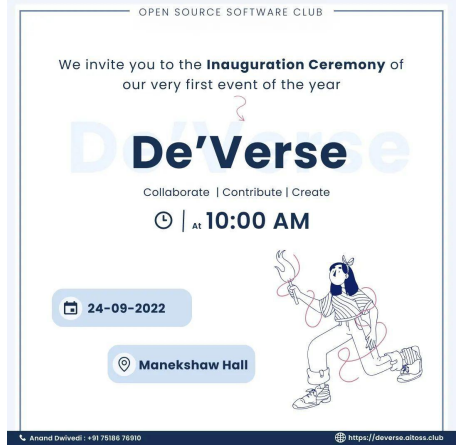 OPEN SOURCE SOFTWARE CLUB
We invite you to the Inauguration Ceremony of
our very first event of the year
De'Verse
De'Verse
Collaborate | Contribute | Create
At 10:00 AM
24-09-2022
Manekshaw Hall
Anand Dwivedi : +91 75186 76910
https://deverse.aitoss.club